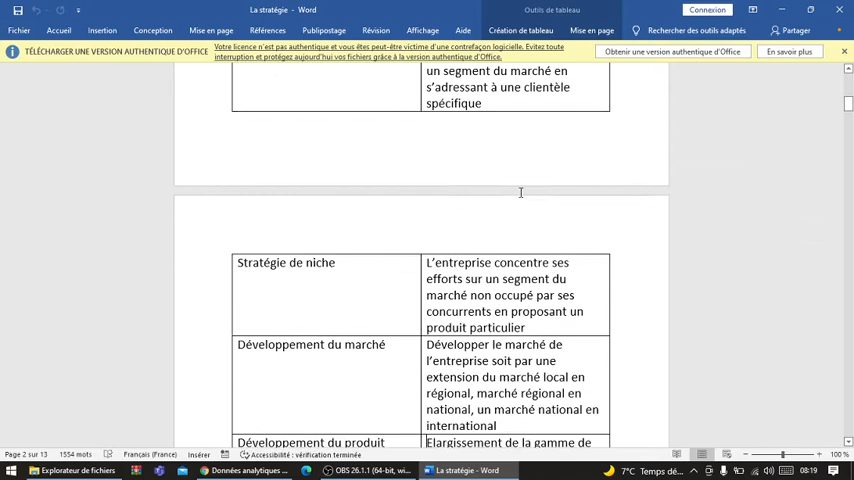 La stratégie - Word
Outils de tableau
Connexion
Fichier Accueil Insertion Conception Mise en page Références Publipostage Révision Affichage Aide Création de tableau Mise en page Rechercher des outils adaptés Partager
TÉLÉCHARGER UNE VERSION AUTHENTIQUE D'OFFICE
Votre licence n'est pas authentique et vous êtes peut-être victime d'une contrefaçon logicielle. Évitez toute
interruption et protégez aujourd'hui vos fichiers grâce à la version authentique d'Office.
Obtenir une version authentique d'Office
En savoir plus
un segment du marché en
s'adressant à une clientèle
spécifique
Stratégie de niche
L'entreprise concentre ses
efforts sur un segment du
marché non occupé par ses
concurrents en proposant un
produit particulier
Développement du marché
Développer le marché de
l'entreprise soit par une
extension du marché local en
régional, marché régional en
national, un marché national en
international
Développement du produit
Elargissement de la gamme de
Page 2 sur 13 1554 mots Français (France) Insérer Accessibilité : vérification terminée 100 %
Explorateur de fichiers Données analytiques ... OBS 26.1.1 (64-bit, wi... La stratégie - Word 7°C Temps dé... 08:19